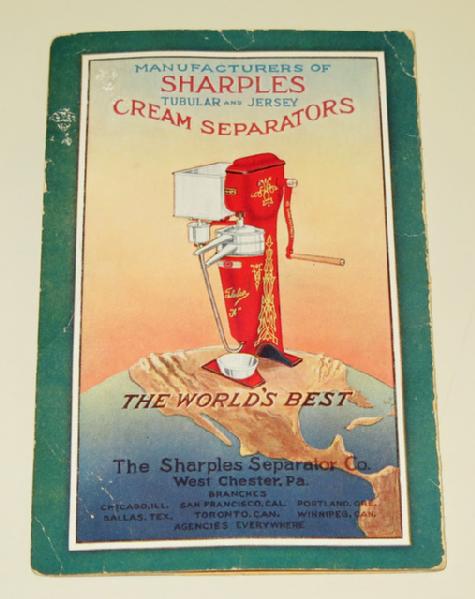 MANUFACTURERS OF
SHARPLES
TUBULAR AND JERSEY
CREAM SEPARATORS
Tubular
"A"
THE WORLD'S BEST
The Sharples Separator Co.
West Chester, Pa.
BRANCHES
CHICAGO, ILL. SAN FRANCISCO, CAL. PORTLAND, ORE.
DALLAS, TEX. TORONTO, CAN. WINNIPEG, CAN.
AGENCIES EVERYWHERE